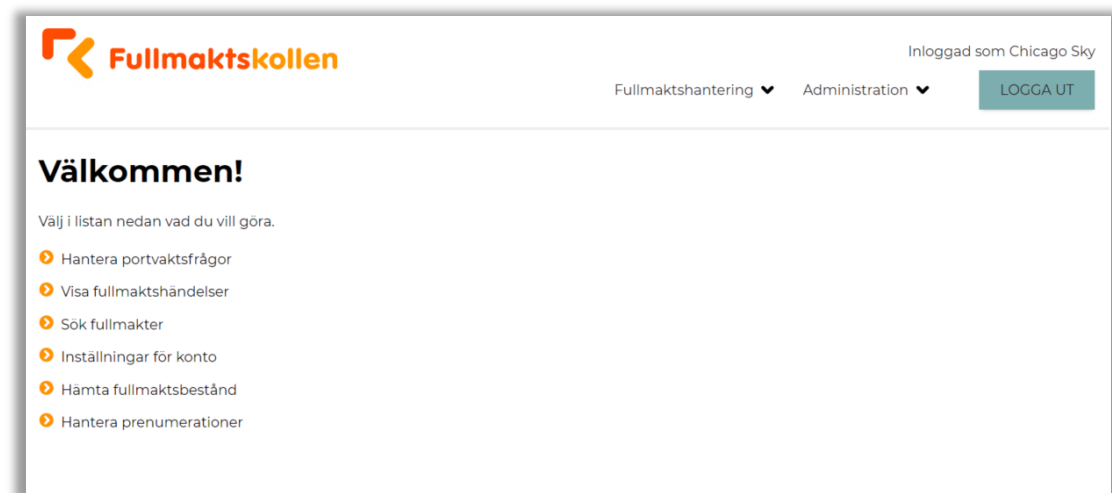 Fullmaktskollen
Inloggad som Chicago Sky
Fullmaktshantering Administration LOGGA UT
Välkommen!
Välj i listan nedan vad du vill göra.
Hantera portvaktsfrågor
Visa fullmaktshändelser
Sök fullmakter
Inställningar för konto
Hämta fullmaktsbestånd
Hantera prenumerationer